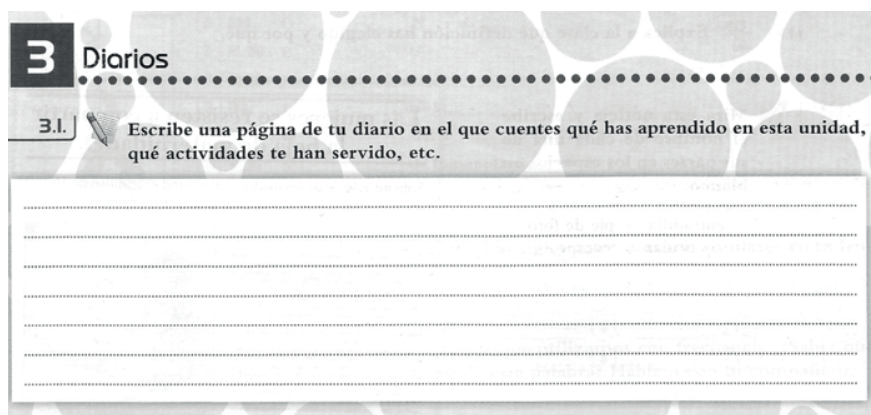 3
Diarios
3.1.
Escribe una página de tu diario en el que cuentes qué has aprendido en esta unidad,
qué actividades te han servido, etc.